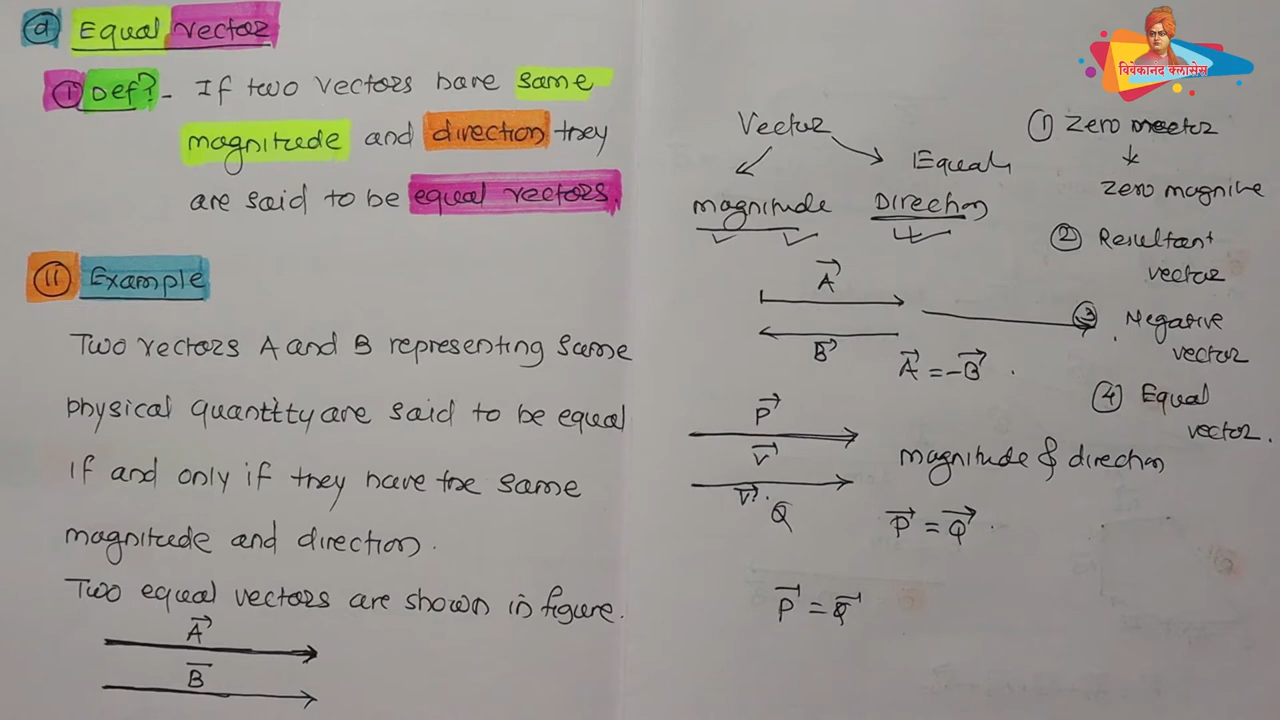 d Equal Vector
i Def? - If two vectors have same
magnitude and direction they
are said to be equal vectors.
ii Example
Two vectors A and B representing same
physical quantity are said to be equal
if and only if they have the same
magnitude and direction.
Two equal vectors are shown in figure.
A
B
Vector
Equal
magnitude Direction
A
B
A = -B
P
V
V
Q
magnitude & direction
P = Q
P = Q
1 Zero vector
Zero
2 Resultant
vector
3 Negative
vector
4 Equal
vector.
विवेकानंद क्लासेस